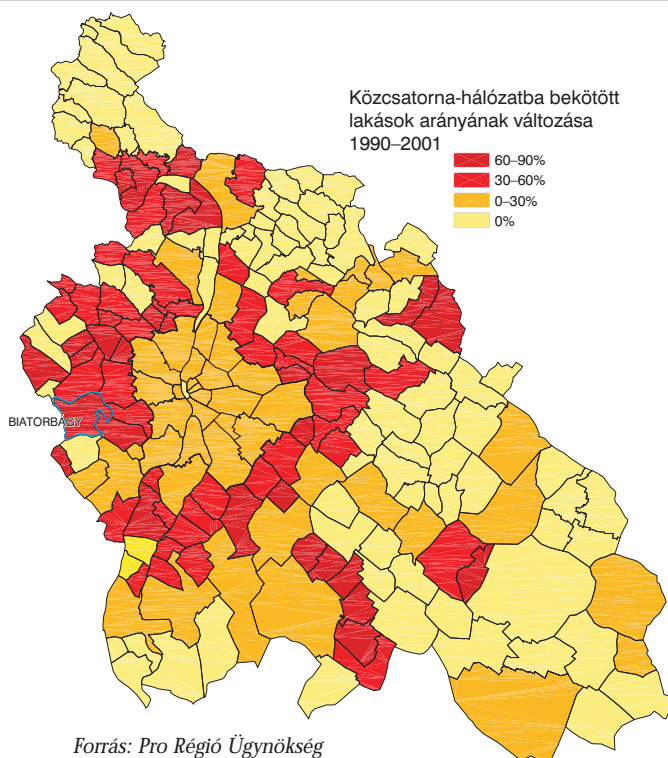 Közcsatorna-hálózatba bekötött
lakások arányának változása
1990–2001
60–90%
30–60%
0–30%
0%
BIATORBÁGY
Forrás: Pro Régió Ügynökség